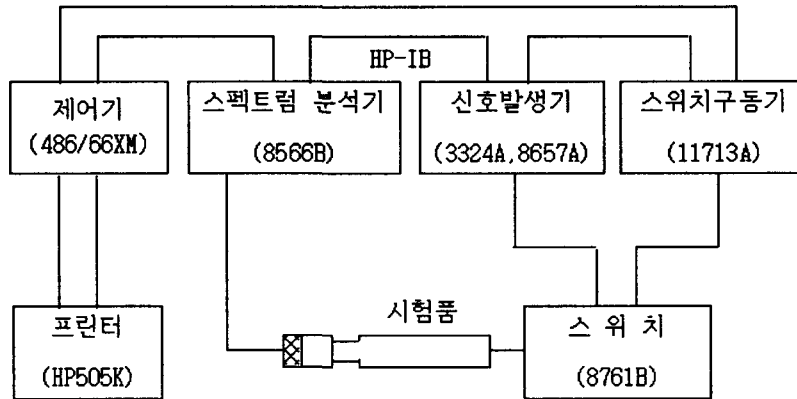 HP-IB
제어기
(486/66XM)
스펙트럼 분석기
(8566B)
신호발생기
(3324A,8657A)
스위치구동기
(11713A)
프린터
(HP505K)
시험품
스 위 치
(8761B)